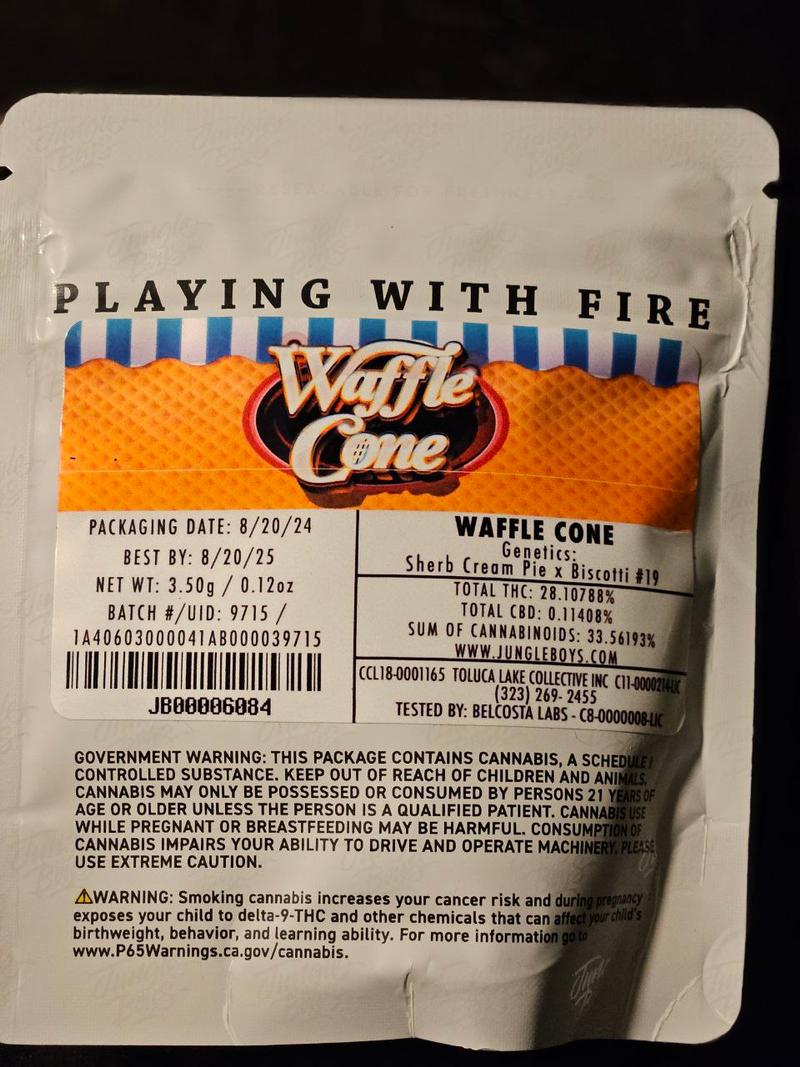 PLAYING WITH FIRE
Waffle
Cone
PACKAGING DATE: 8/20/24
BEST BY: 8/20/25
NET WT: 3.50g / 0.12oz
BATCH #/UID: 9715 /
1A40603000041AB000039715
JB00006084
WAFFLE CONE
Genetics:
Sherb Cream Pie x Biscotti #19
TOTAL THC: 28.10788%
TOTAL CBD: 0.11408%
SUM OF CANNABINOIDS: 33.56193%
WWW.JUNGLEBOYS.COM
CCL18-0001165 TOLUCA LAKE COLLECTIVE INC C11-0000214-LIC
(323) 269- 2455
TESTED BY: BELCOSTA LABS - C8-0000008-LIC
GOVERNMENT WARNING: THIS PACKAGE CONTAINS CANNABIS, A SCHEDULE I
CONTROLLED SUBSTANCE. KEEP OUT OF REACH OF CHILDREN AND ANIMALS.
CANNABIS MAY ONLY BE POSSESSED OR CONSUMED BY PERSONS 21 YEARS OF
AGE OR OLDER UNLESS THE PERSON IS A QUALIFIED PATIENT. CANNABIS USE
WHILE PREGNANT OR BREASTFEEDING MAY BE HARMFUL. CONSUMPTION OF
CANNABIS IMPAIRS YOUR ABILITY TO DRIVE AND OPERATE MACHINERY. PLEASE
USE EXTREME CAUTION.
⚠WARNING: Smoking cannabis increases your cancer risk and during pregnancy
exposes your child to delta-9-THC and other chemicals that can affect your child's
birthweight, behavior, and learning ability. For more information go to
www.P65Warnings.ca.gov/cannabis.